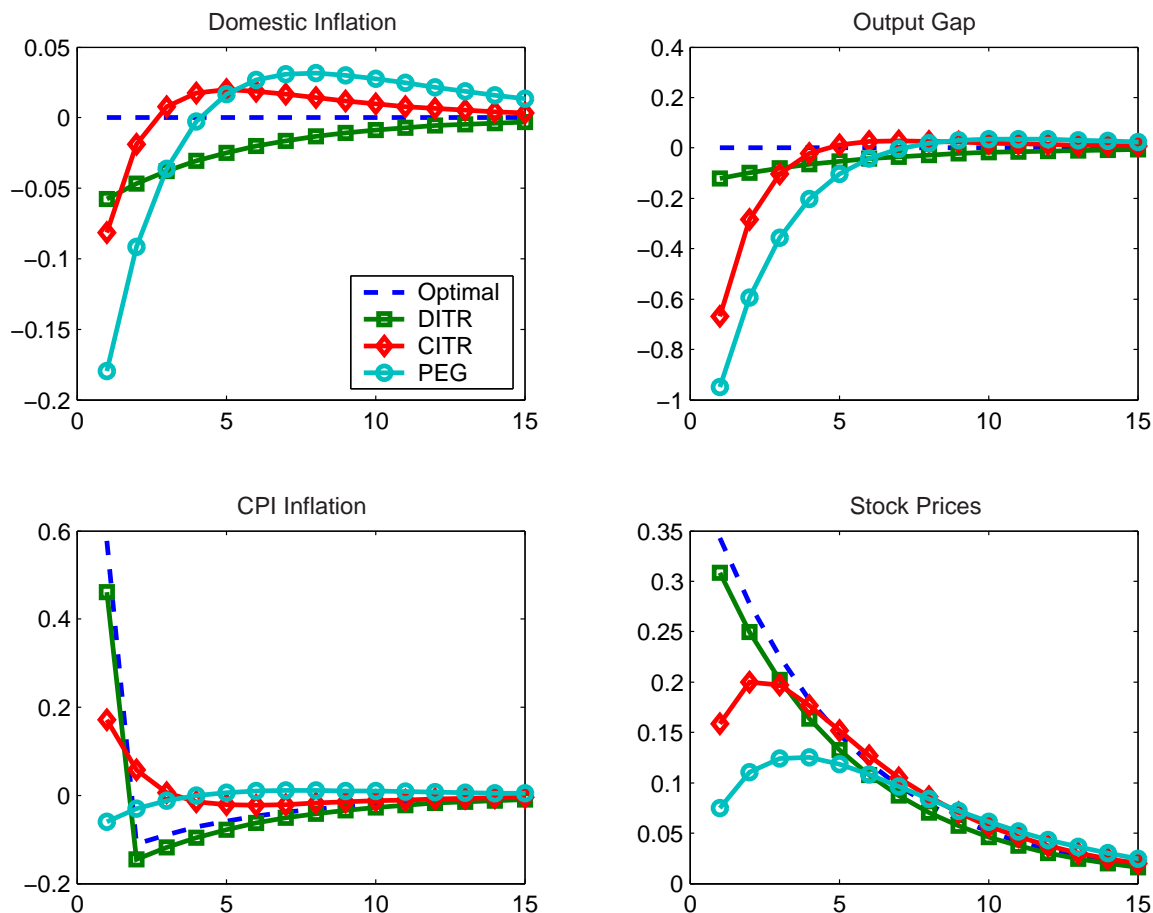 Domestic Inflation
0.05
0
−0.05
−0.1
−0.15
−0.2
0 5 10 15
Optimal
DITR
CITR
PEG
Output Gap
0.4
0.2
0
−0.2
−0.4
−0.6
−0.8
−1
0 5 10 15
CPI Inflation
0.6
0.4
0.2
0
−0.2
0 5 10 15
Stock Prices
0.35
0.3
0.25
0.2
0.15
0.1
0.05
0
0 5 10 15